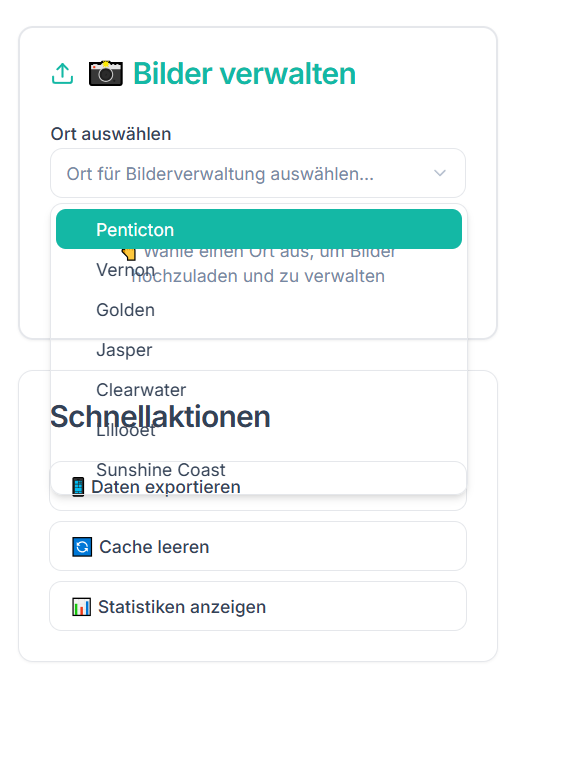 Bilder verwalten
Ort auswählen
Ort für Bilderverwaltung auswählen...
Penticton
Wähle einen Ort aus, um Bilder
Vernon
hochzuladen und zu verwalten
Golden
Jasper
Clearwater
Schnellaktionen
Lillooet
Sunshine Coast
Daten exportieren
Cache leeren
Statistiken anzeigen